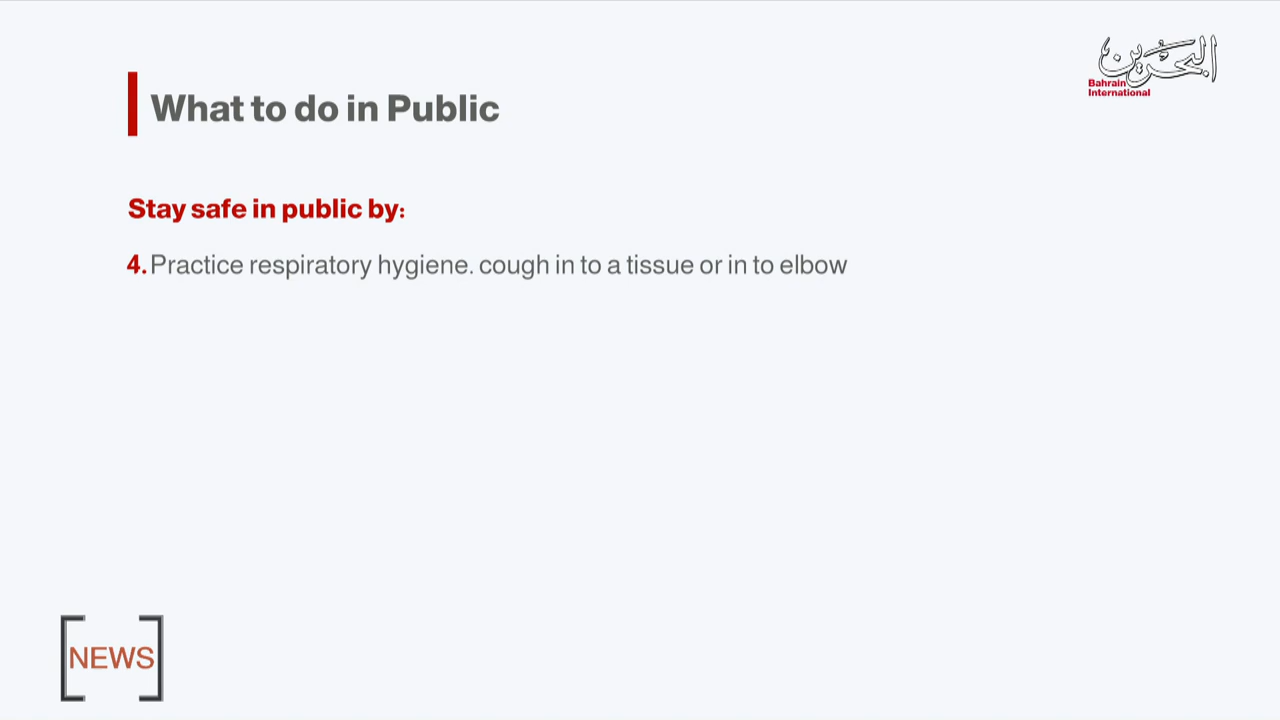 البحرين
Bahrain
International
What to do in Public
Stay safe in public by:
4. Practice respiratory hygiene. cough in to a tissue or in to elbow
NEWS